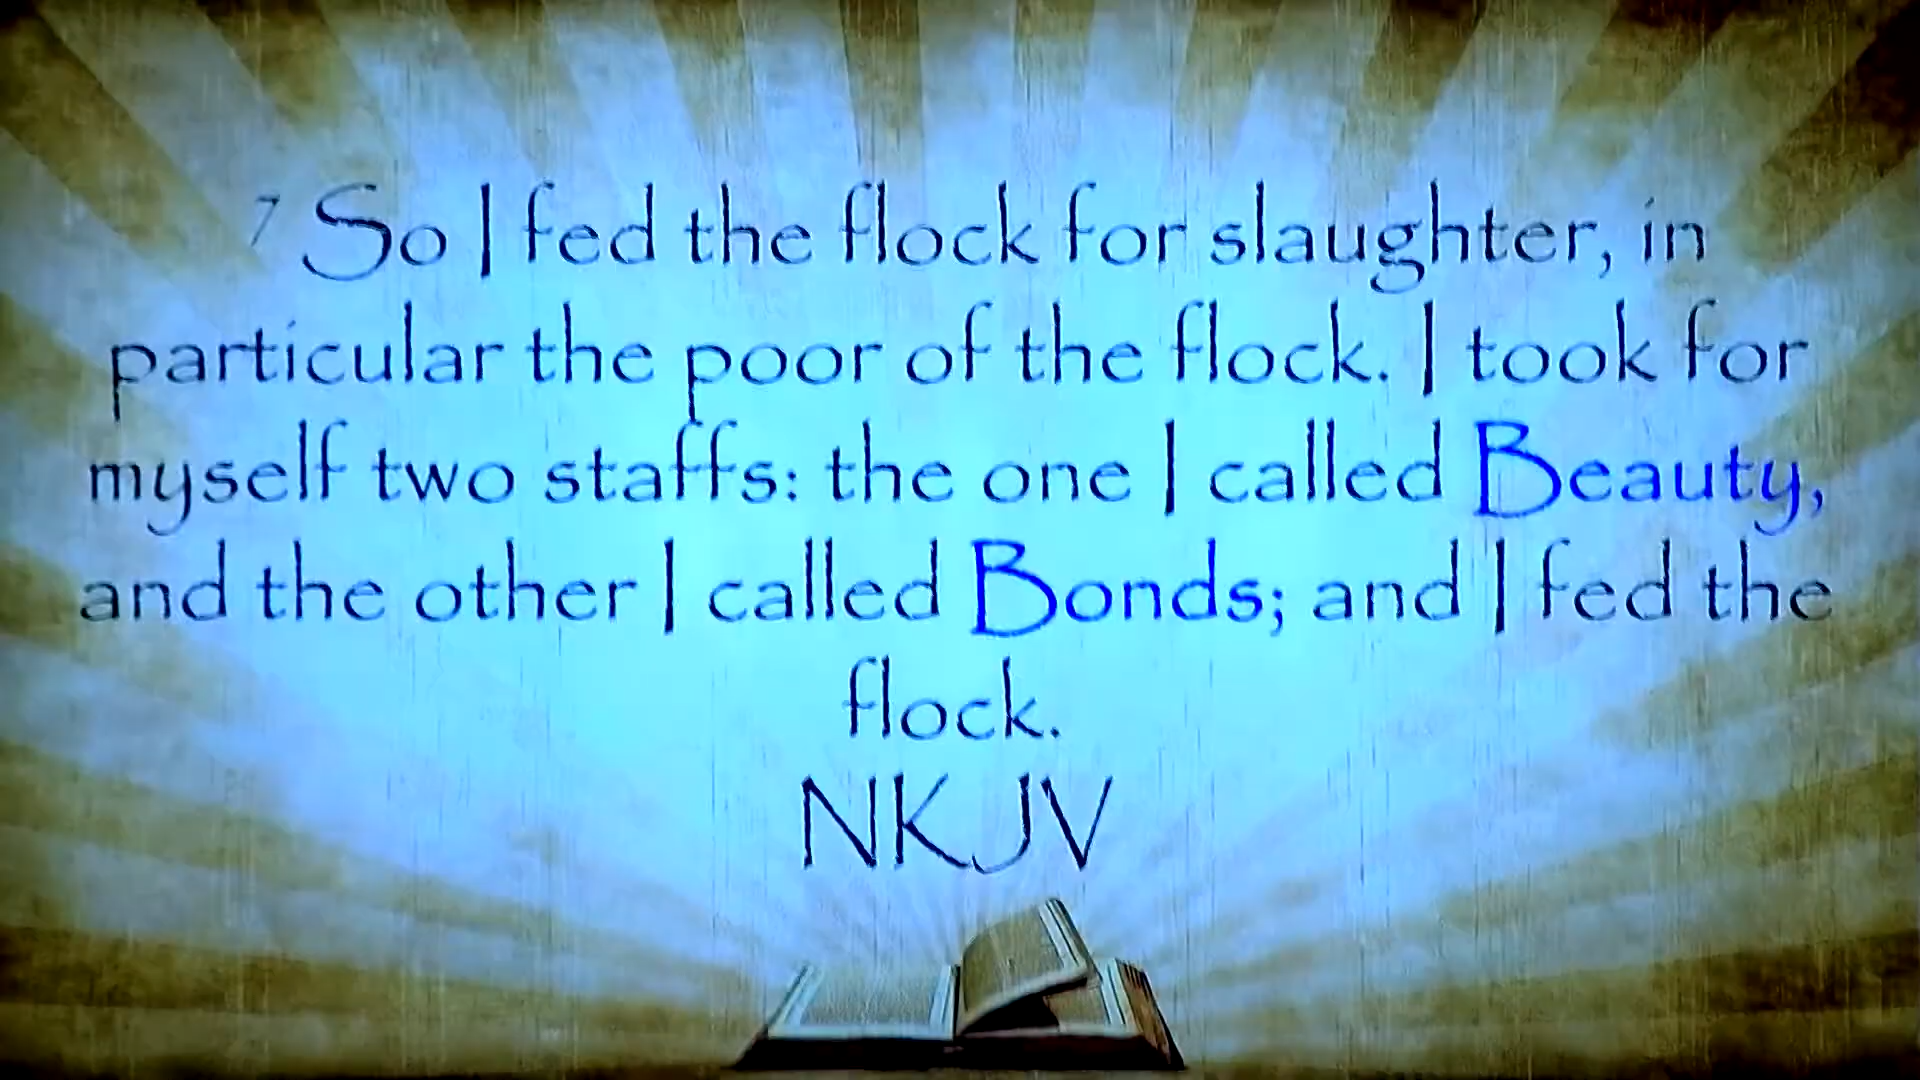 7 So I fed the flock for slaughter, in
particular the poor of the flock. I took for
myself two staffs: the one I called Beauty,
and the other I called Bonds; and I fed the
flock.
NKJV